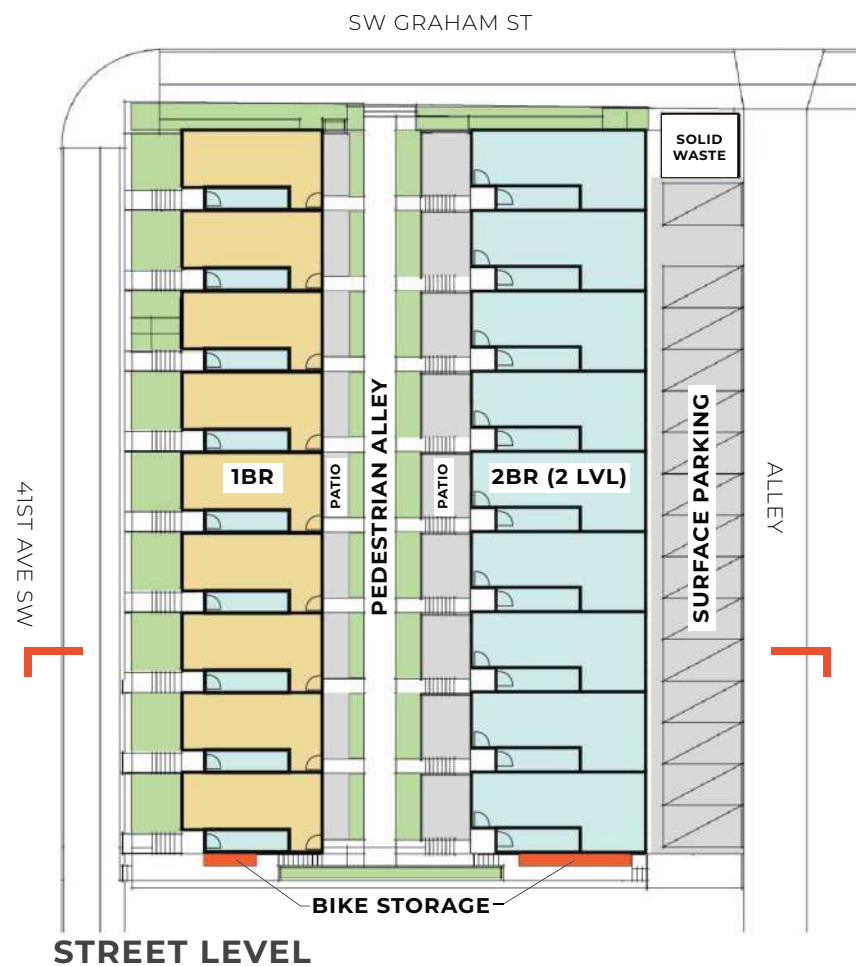 SW GRAHAM ST
SOLID
WASTE
41ST AVE SW
1BR
PATIO
PEDESTRIAN ALLEY
PATIO
2BR (2 LVL)
SURFACE PARKING
ALLEY
BIKE STORAGE
STREET LEVEL